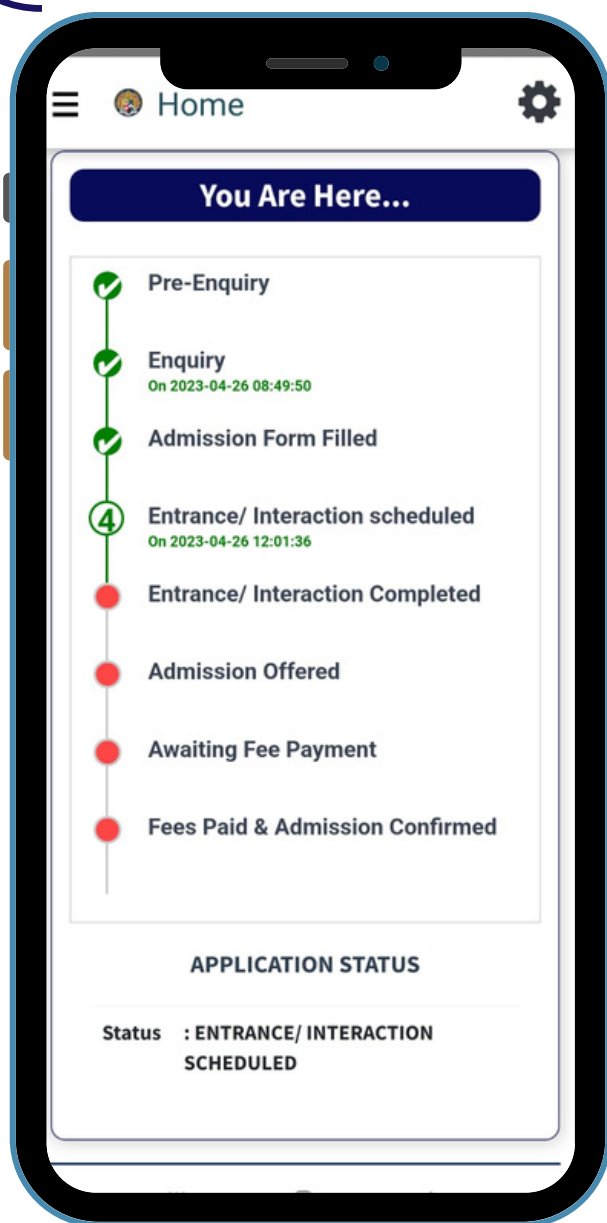 Home
You Are Here...
Pre-Enquiry
Enquiry
On 2023-04-26 08:49:50
Admission Form Filled
4
Entrance/ Interaction scheduled
On 2023-04-26 12:01:36
Entrance/ Interaction Completed
Admission Offered
Awaiting Fee Payment
Fees Paid & Admission Confirmed
APPLICATION STATUS
Status : ENTRANCE/ INTERACTION
SCHEDULED